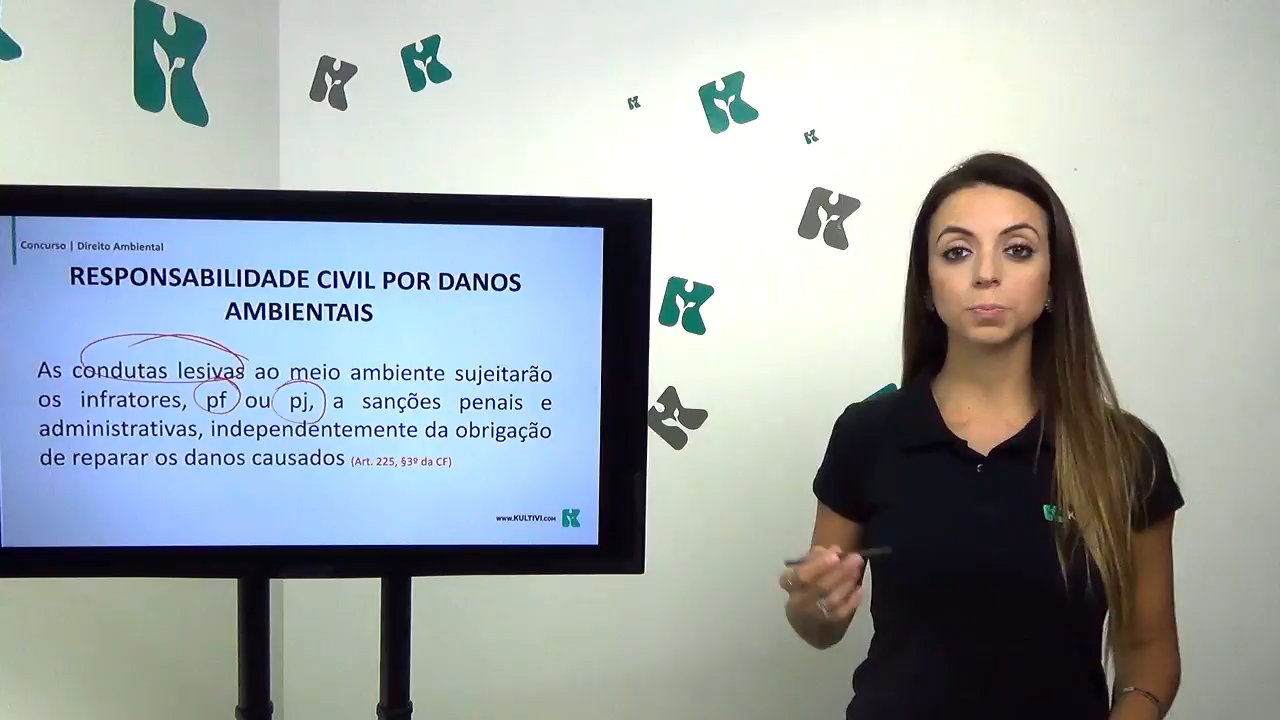 Concurso | Direito Ambiental
RESPONSABILIDADE CIVIL POR DANOS
AMBIENTAIS
As condutas lesivas ao meio ambiente sujeitarão
os infratores, pf ou pj, a sanções penais e
administrativas, independentemente da obrigação
de reparar os danos causados (Art. 225, §3º da CF)
www.KULTIVI.com